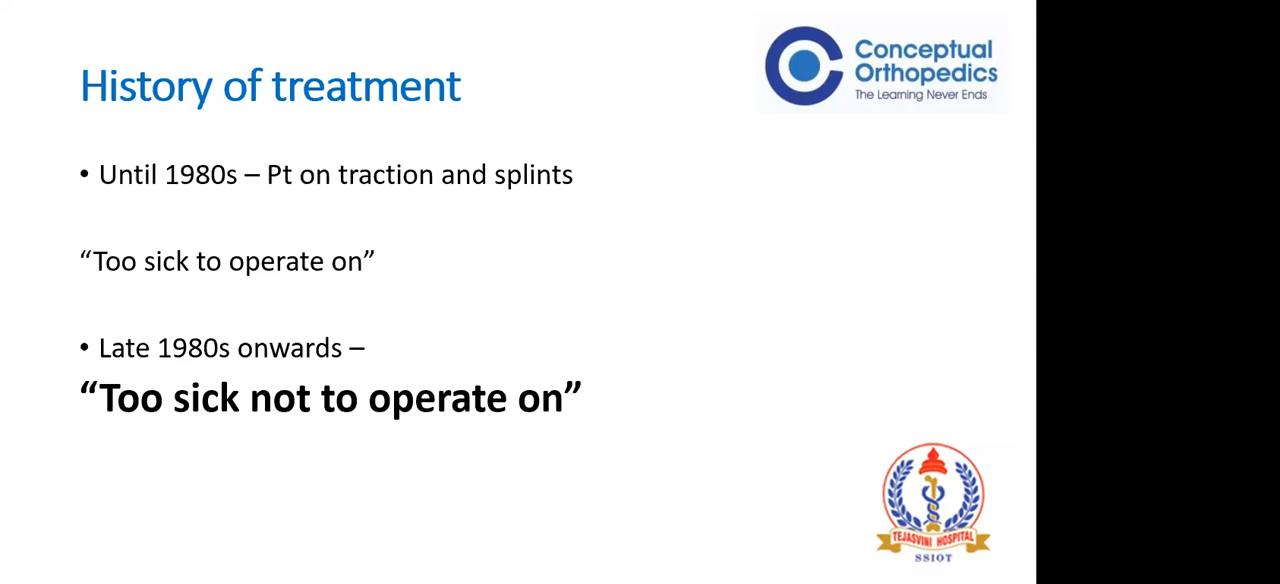 History of treatment
Conceptual
Orthopedics
The Learning Never Ends
• Until 1980s – Pt on traction and splints
“Too sick to operate on”
• Late 1980s onwards –
“Too sick not to operate on”
TEJASVINI HOSPITAL
SSIOT